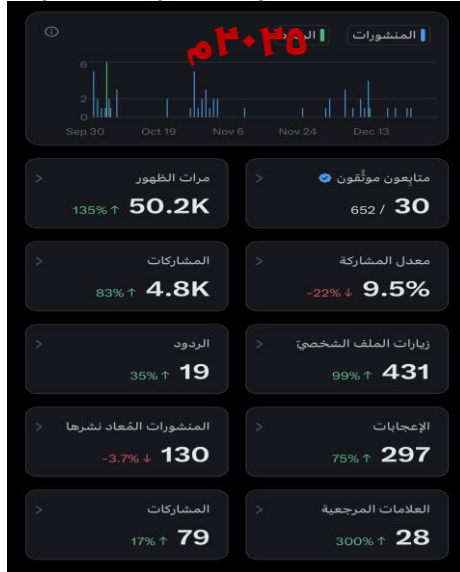 المنشورات الردود
٢٠٢٥م
6
2
0
Sep 30 Oct 19 Nov 6 Nov 24 Dec 13
متابعون موثّقون مرات الظهور
30 / 652 50.2K ↑ 135%
معدل المشاركة المشاركات
9.5% ↓ -22% 4.8K ↑ 83%
زيارات الملف الشخصيّ الردود
431 ↑ 99% 19 ↑ 35%
الإعجابات المنشورات المُعاد نشرها
297 ↑ 75% 130 ↓ -3.7%
العلامات المرجعية المشاركات
28 ↑ 300% 79 ↑ 17%